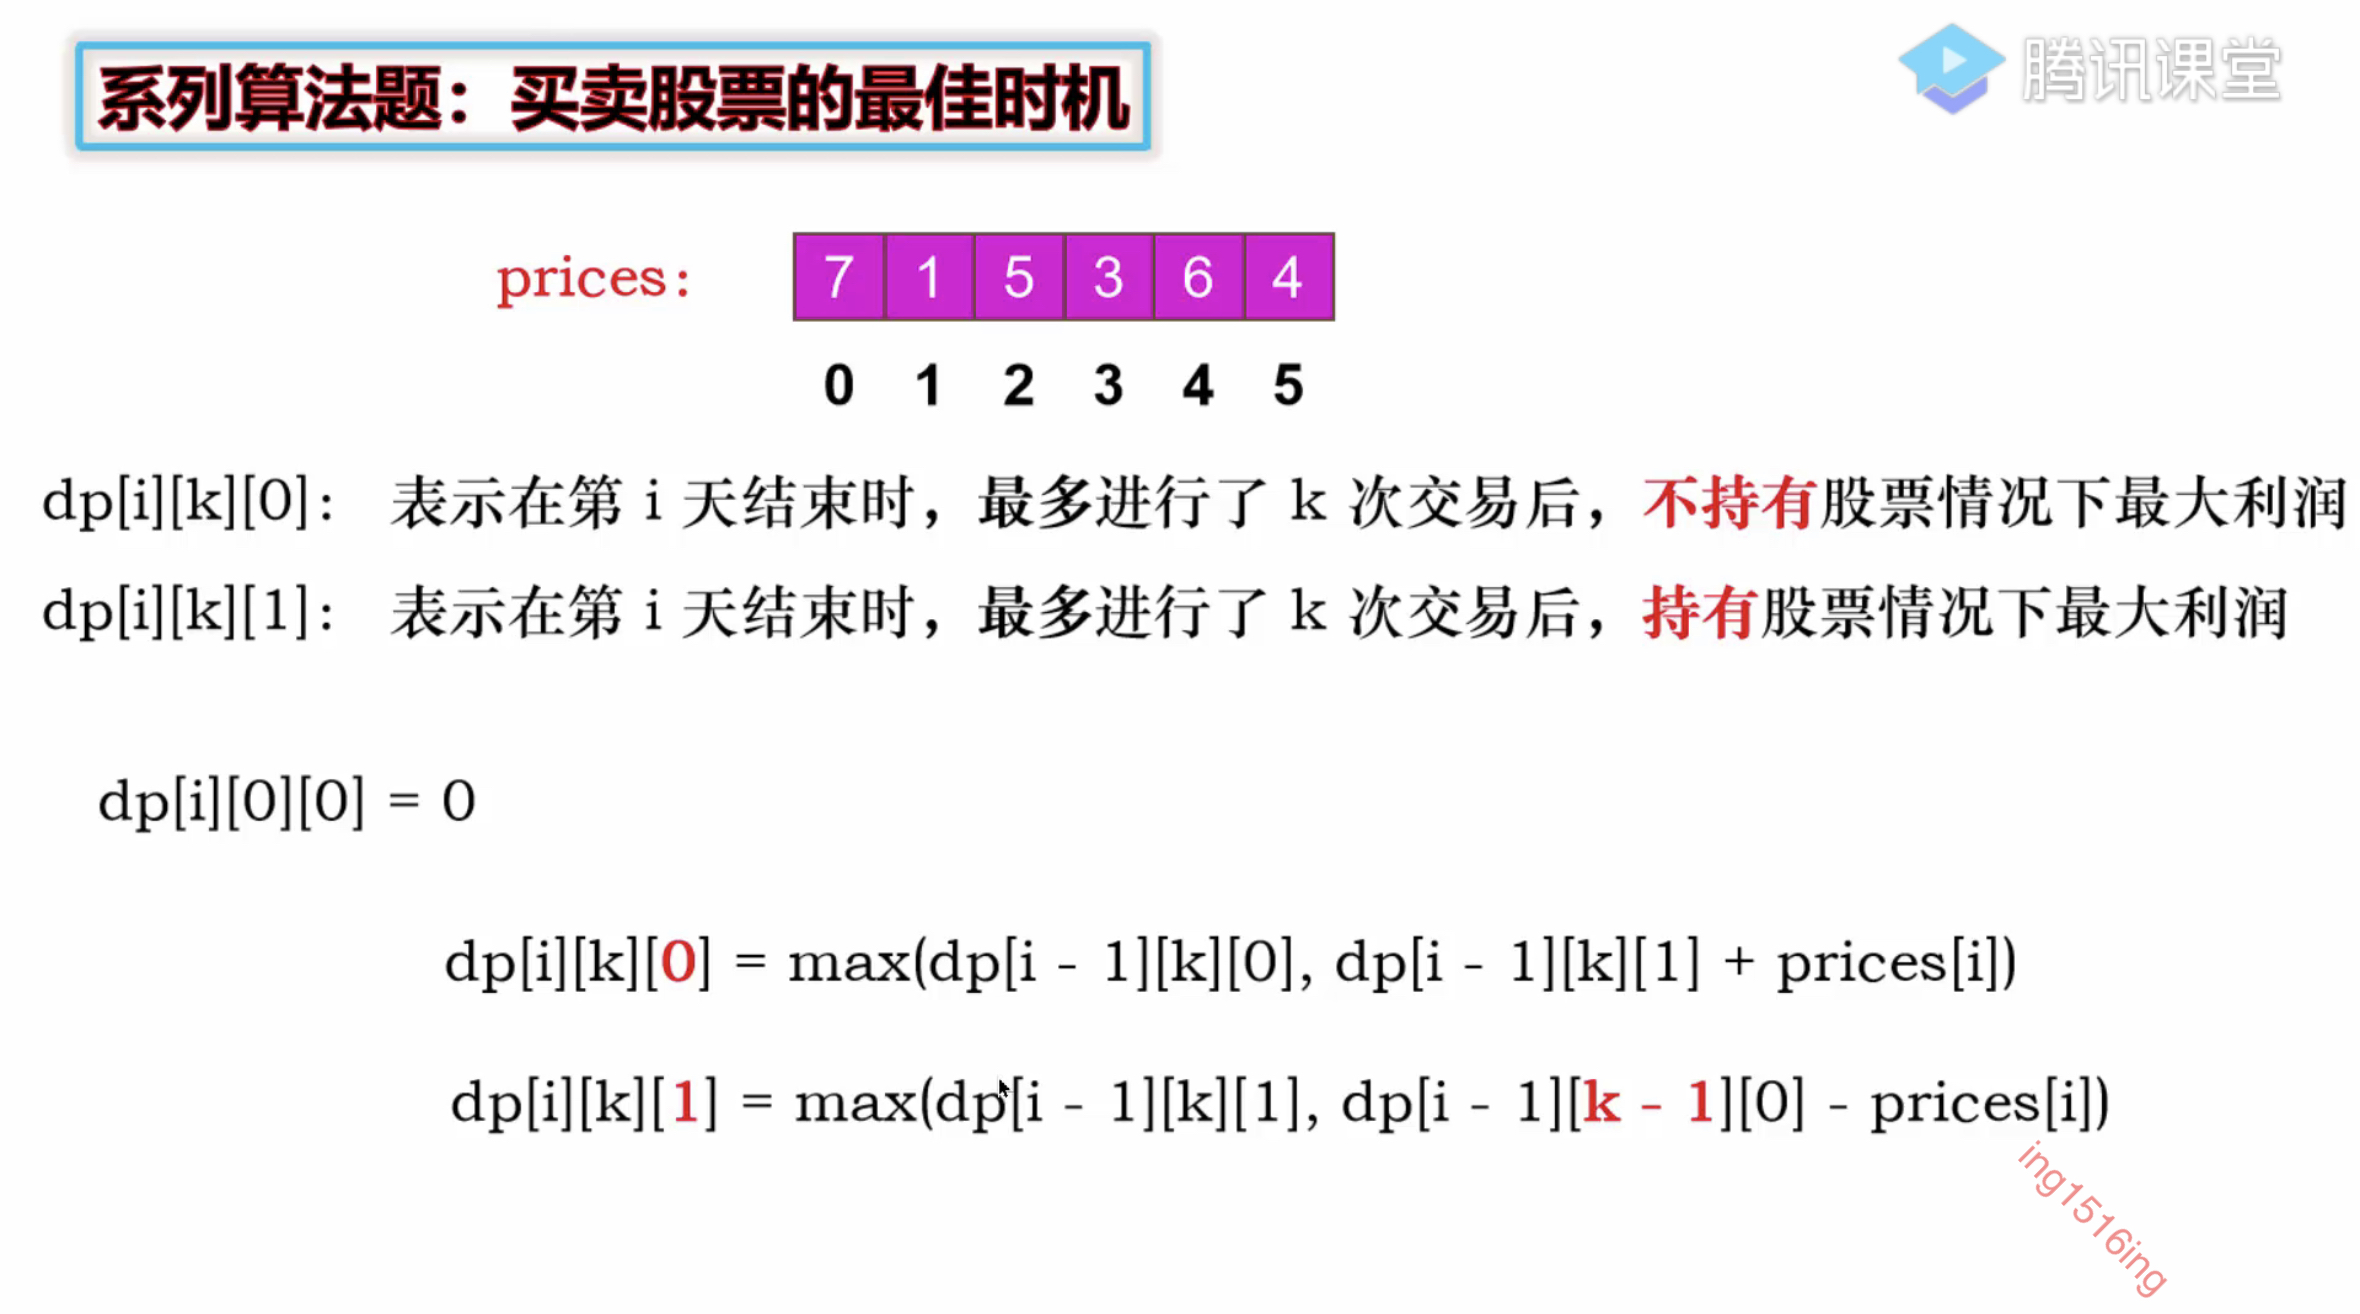 系列算法题：买卖股票的最佳时机
腾讯课堂
prices: 7 1 5 3 6 4
0 1 2 3 4 5
dp[i][k][0]: 表示在第 i 天结束时，最多进行了 k 次交易后，不持有股票情况下最大利润
dp[i][k][1]: 表示在第 i 天结束时，最多进行了 k 次交易后，持有股票情况下最大利润
dp[i][0][0] = 0
dp[i][k][0] = max(dp[i - 1][k][0], dp[i - 1][k][1] + prices[i])
dp[i][k][1] = max(dp[i - 1][k][1], dp[i - 1][k - 1][0] - prices[i])
ing1516ing